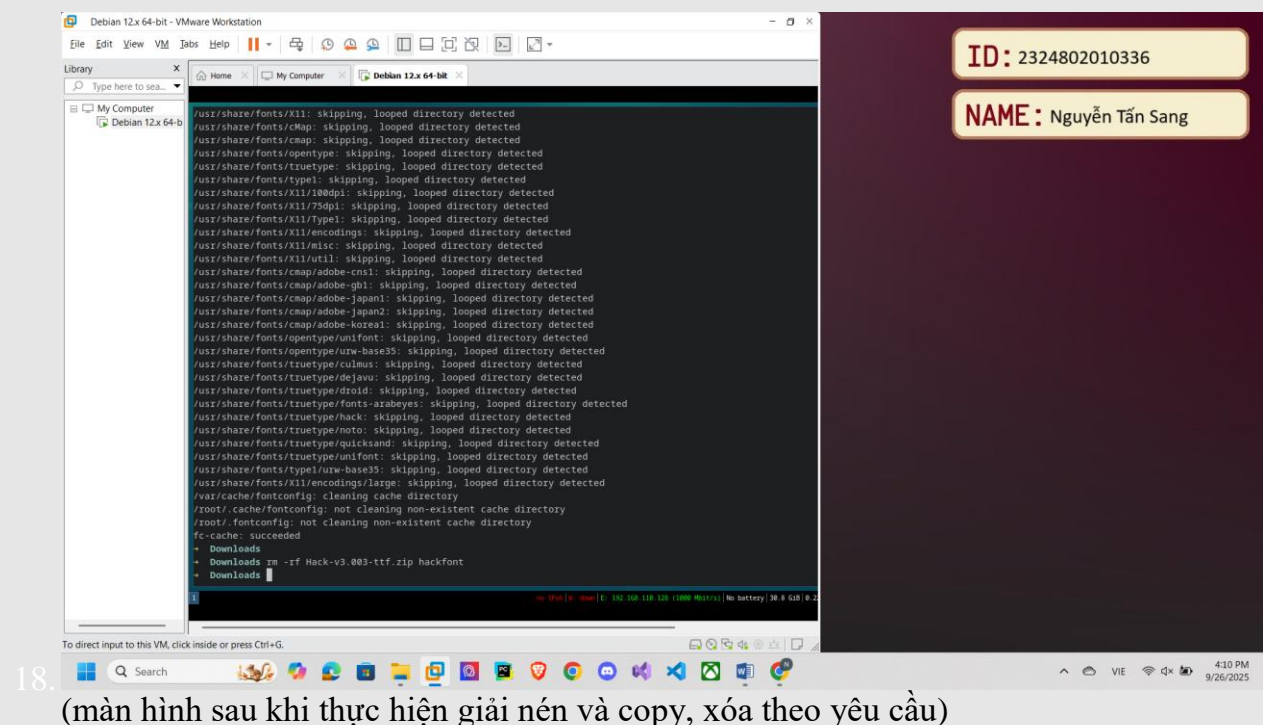 Debian 12.x 64-bit - VMware Workstation
File Edit View VM Tabs Help
ID: 2324802010336
NAME: Nguyễn Tấn Sang
Library X
Type here to sea...
Home
My Computer
Debian 12.x 64-bit
My Computer
Debian 12.x 64-b
/usr/share/fonts/X11: skipping, looped directory detected
/usr/share/fonts/cMap: skipping, looped directory detected
/usr/share/fonts/cmap: skipping, looped directory detected
/usr/share/fonts/opentype: skipping, looped directory detected
/usr/share/fonts/truetype: skipping, looped directory detected
/usr/share/fonts/type1: skipping, looped directory detected
/usr/share/fonts/X11/100dpi: skipping, looped directory detected
/usr/share/fonts/X11/75dpi: skipping, looped directory detected
/usr/share/fonts/X11/Type1: skipping, looped directory detected
/usr/share/fonts/X11/encodings: skipping, looped directory detected
/usr/share/fonts/X11/misc: skipping, looped directory detected
/usr/share/fonts/X11/util: skipping, looped directory detected
/usr/share/fonts/cmap/adobe-cns1: skipping, looped directory detected
/usr/share/fonts/cmap/adobe-gb1: skipping, looped directory detected
/usr/share/fonts/cmap/adobe-japan1: skipping, looped directory detected
/usr/share/fonts/cmap/adobe-japan2: skipping, looped directory detected
/usr/share/fonts/cmap/adobe-korea1: skipping, looped directory detected
/usr/share/fonts/opentype/unifont: skipping, looped directory detected
/usr/share/fonts/opentype/urw-base35: skipping, looped directory detected
/usr/share/fonts/truetype/culmus: skipping, looped directory detected
/usr/share/fonts/truetype/dejavu: skipping, looped directory detected
/usr/share/fonts/truetype/droid: skipping, looped directory detected
/usr/share/fonts/truetype/fonts-arabeyes: skipping, looped directory detected
/usr/share/fonts/truetype/hack: skipping, looped directory detected
/usr/share/fonts/truetype/noto: skipping, looped directory detected
/usr/share/fonts/truetype/quicksand: skipping, looped directory detected
/usr/share/fonts/truetype/unifont: skipping, looped directory detected
/usr/share/fonts/type1/urw-base35: skipping, looped directory detected
/usr/share/fonts/X11/encodings/large: skipping, looped directory detected
/var/cache/fontconfig: cleaning cache directory
/root/.cache/fontconfig: not cleaning non-existent cache directory
/root/.fontconfig: not cleaning non-existent cache directory
fc-cache: succeeded
→ Downloads
→ Downloads rm -rf Hack-v3.003-ttf.zip hackfont
→ Downloads
1
no IPv6|W: down|E: 192.168.110.128 (1000 Mbit/s)|No battery|30.8 GiB|0.2
To direct input to this VM, click inside or press Ctrl+G.
18.
Search
VIE
4:10 PM
9/26/2025
(màn hình sau khi thực hiện giải nén và copy, xóa theo yêu cầu)